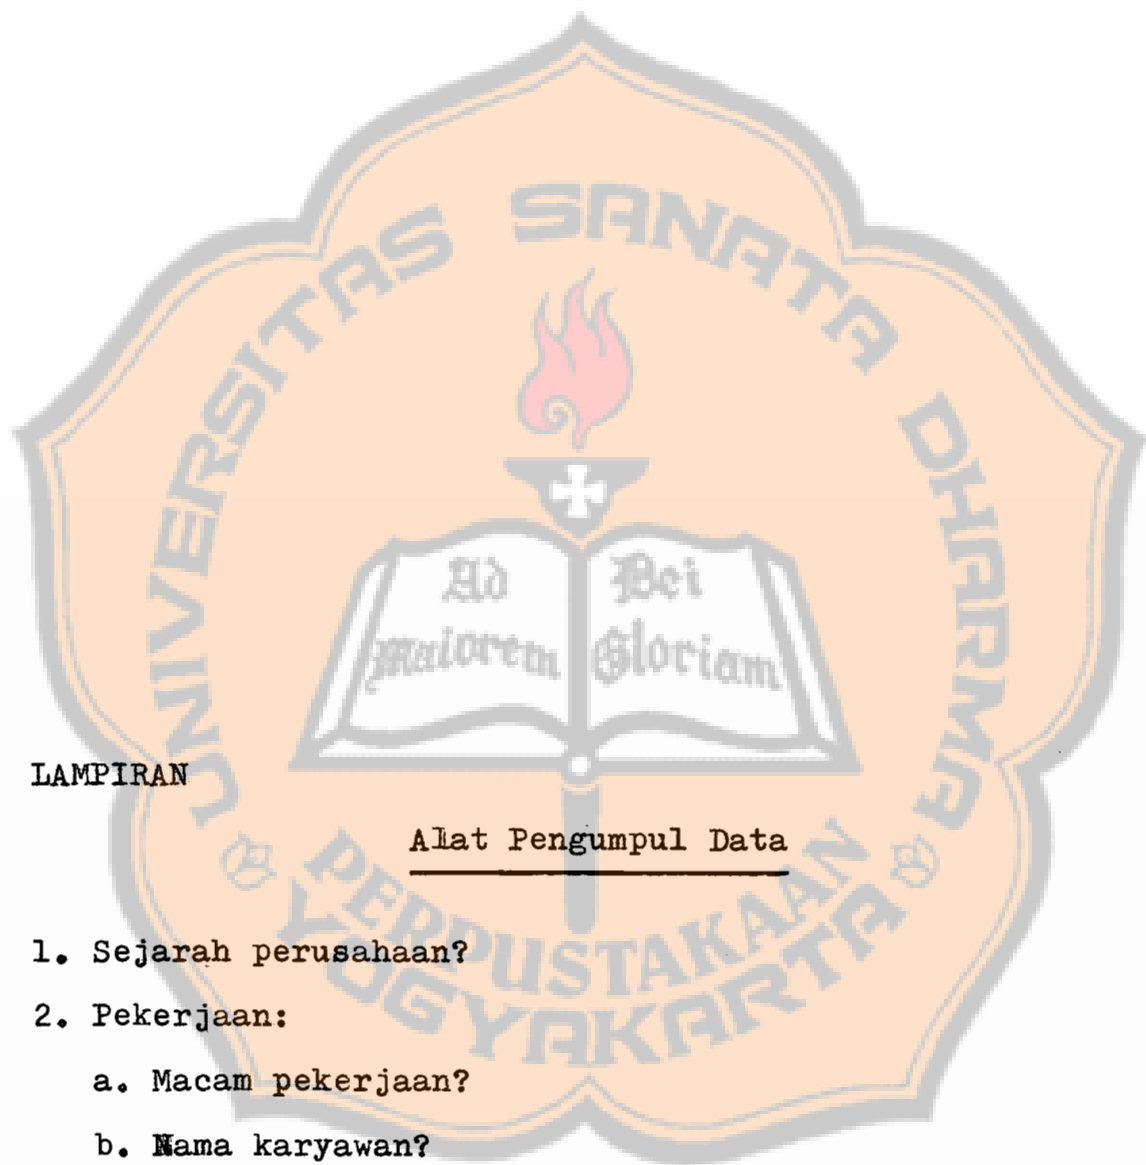 UNIVERSITAS SANATA DHARMA
Ad Dei
maiorem Gloriam
LAMPIRAN
Alat Pengumpul Data
PERPUSTAKAAN
YOGYAKARTA
1. Sejarah perusahaan?
2. Pekerjaan:
a. Macam pekerjaan?
b. Nama karyawan?